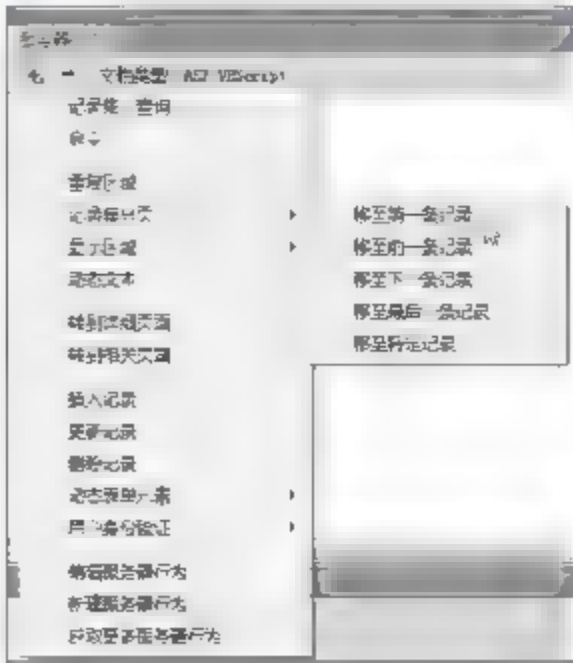 文档类型 ASP VBScript
记录集 查询
命令
重复区域
记录集分页
显示区域
动态文本
转到详细页面
转到相关页面
插入记录
更新记录
删除记录
动态表单元素
用户身份验证
编辑服务器行为
新建服务器行为
获取更多服务器行为
移至第一条记录
移至前一条记录
移至下一条记录
移至最后一条记录
移至特定记录